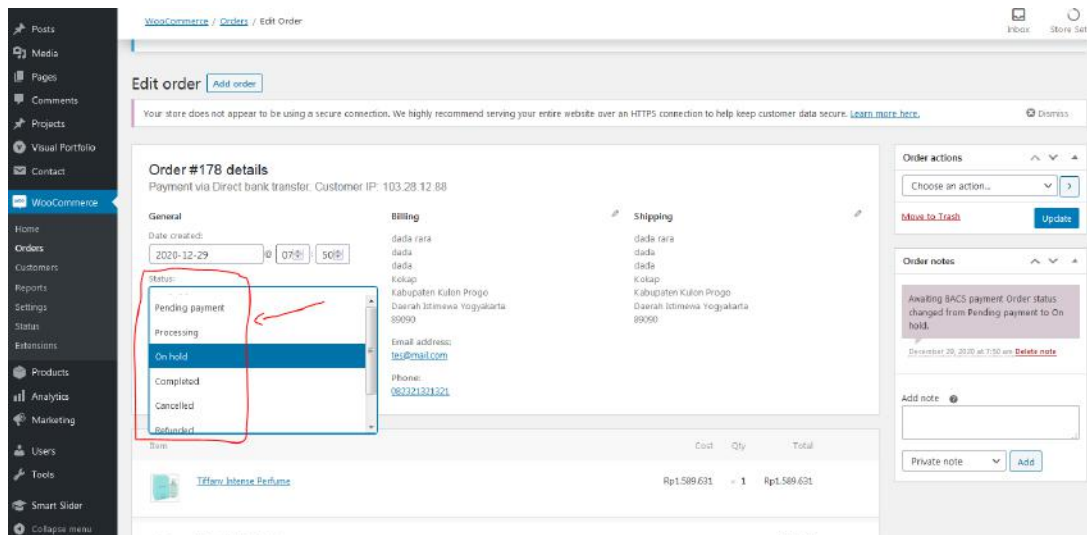 WooCommerce / Orders / Edit Order
Inbox
Store Set
Posts
Media
Pages
Comments
Projects
Visual Portfolio
Contact
WooCommerce
Home
Orders
Customers
Reports
Settings
Status
Extensions
Products
Analytics
Marketing
Users
Tools
Smart Slider
Collapse menu
Edit order
Add order
Your store does not appear to be using a secure connection. We highly recommend serving your entire website over an HTTPS connection to help keep customer data secure. Learn more here.
Dismiss
Order #178 details
Payment via Direct bank transfer. Customer IP: 103.28.12.88
General
Date created:
2020-12-29 @ 07 : 50
Status:
Pending payment
Processing
On hold
Completed
Cancelled
Refunded
Billing
dada rara
dada
dada
Kokap
Kabupaten Kulon Progo
Daerah Istimewa Yogyakarta
89090
Email address:
tes@mail.com
Phone:
082321321321
Shipping
dada rara
dada
dada
Kokap
Kabupaten Kulon Progo
Daerah Istimewa Yogyakarta
89090
Item Cost Qty Total
Tiffany Intense Perfume Rp1.589.631 × 1 Rp1.589.631
Order actions
Choose an action...
Move to Trash
Update
Order notes
Awaiting BACS payment Order status
changed from Pending payment to On
hold.
December 29, 2020 at 7:50 am Delete note
Add note
Private note
Add